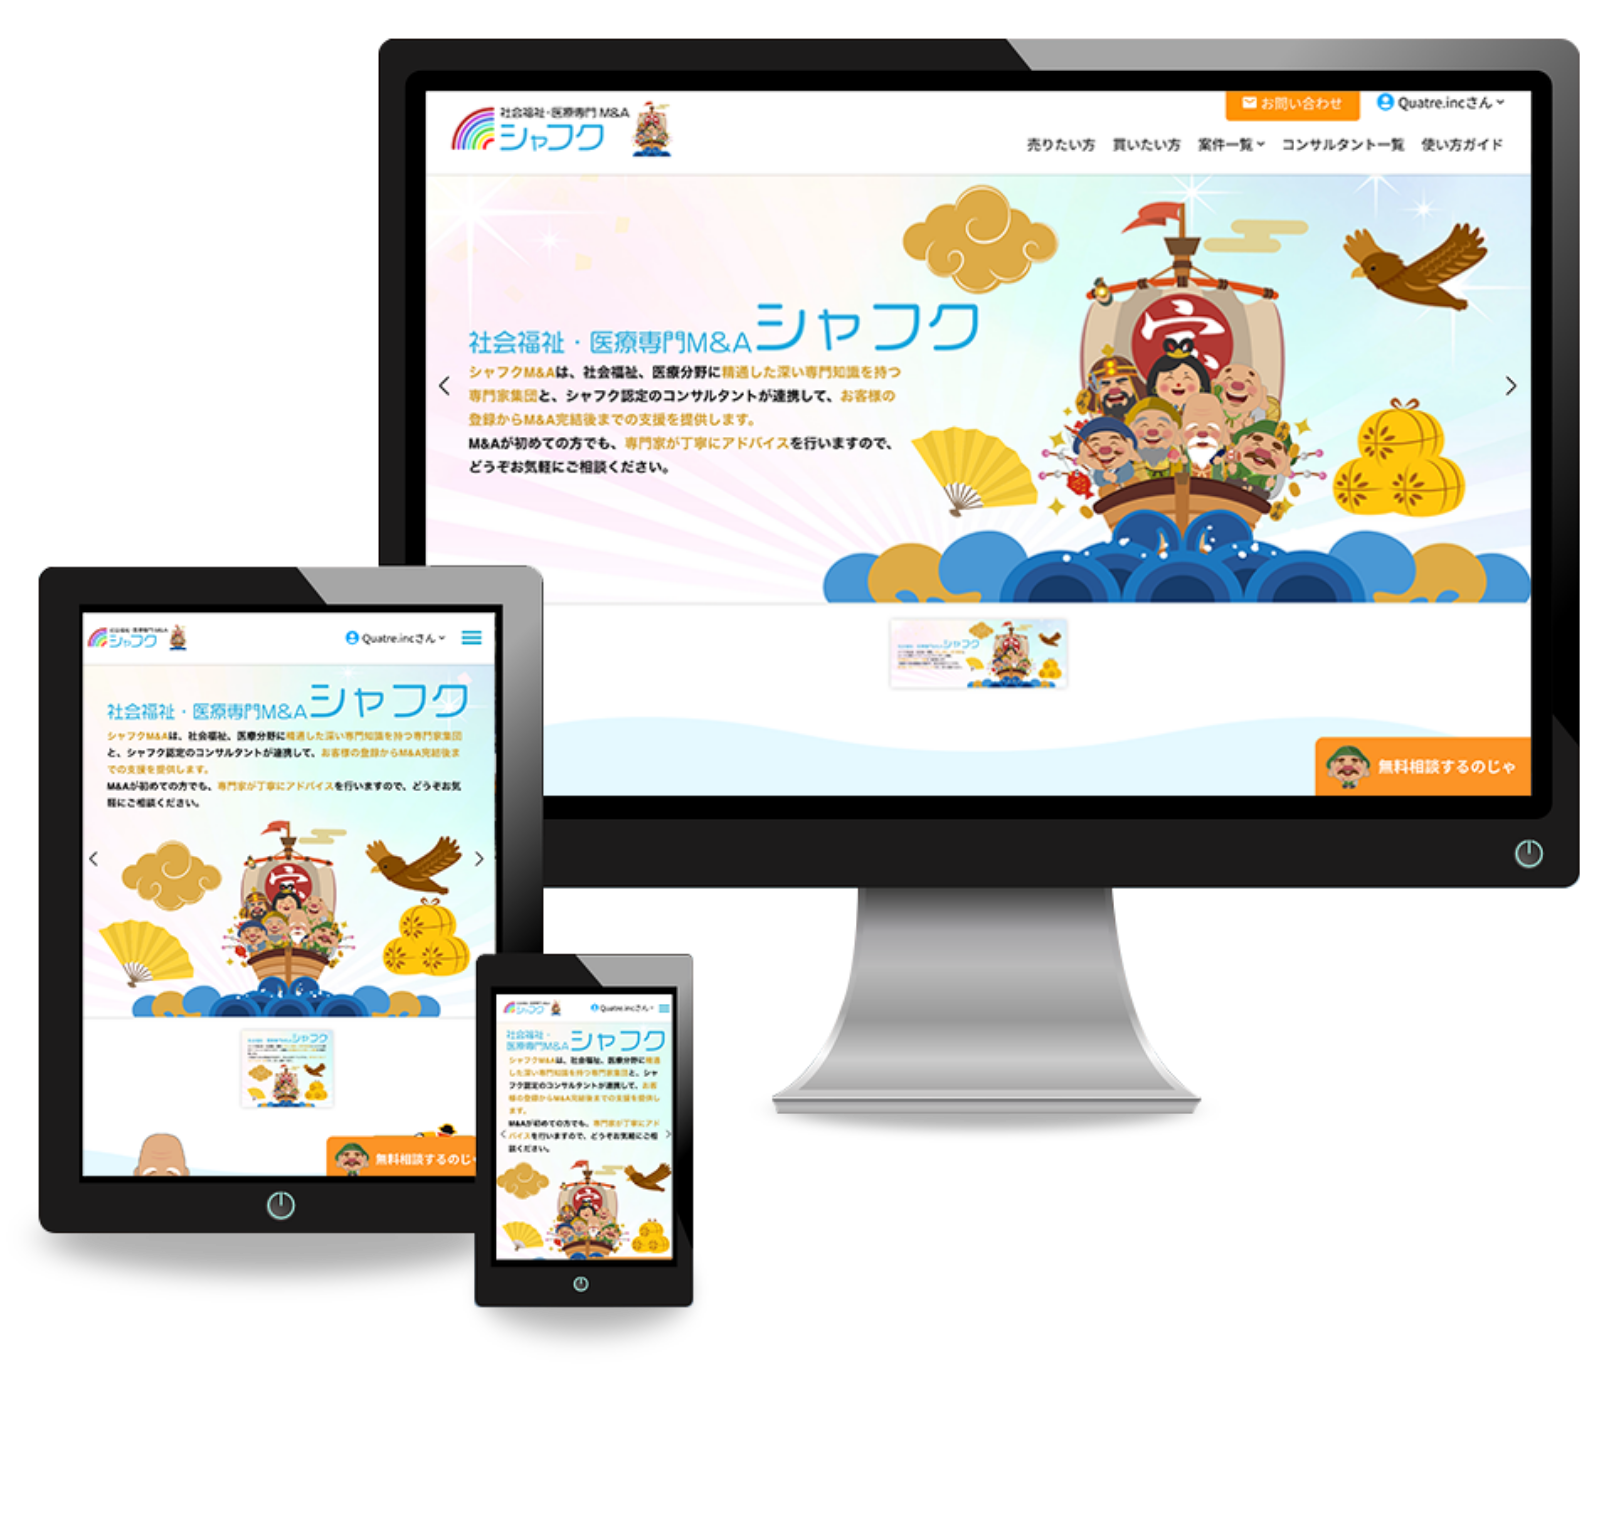 社会福祉・医療専門 M&A
シャフク
お問い合わせ
Quatre.incさん
売りたい方 買いたい方 案件一覧 コンサルタント一覧 使い方ガイド
宝
社会福祉・医療専門M&Aシャフク
シャフクM&Aは、社会福祉、医療分野に精通した深い専門知識を持つ
専門家集団と、シャフク認定のコンサルタントが連携して、お客様の
登録からM&A完結後までの支援を提供します。
M&Aが初めての方でも、専門家が丁寧にアドバイスを行いますので、
どうぞお気軽にご相談ください。
無料相談するのじゃ
社会福祉・医療専門 M&A
シャフク
Quatre.incさん
社会福祉・医療専門M&Aシャフク
シャフクM&Aは、社会福祉、医療分野に精通した深い専門知識を持つ専門家集団
と、シャフク認定のコンサルタントが連携して、お客様の登録からM&A完結後ま
での支援を提供します。
M&Aが初めての方でも、専門家が丁寧にアドバイスを行いますので、どうぞお気
軽にご相談ください。
宝
無料相談するのじ
シャフク
Quatre.incさん
社会福祉・
医療専門M&Aシャフク
シャフクM&Aは、社会福祉、医療分野に精通
した深い専門知識を持つ専門家集団と、シャ
フク認定のコンサルタントが連携して、お客
様の登録からM&A完結後までの支援を提供し
ます。
M&Aが初めての方でも、専門家が丁寧にアド
バイスを行いますので、どうぞお気軽にご相
談ください。
宝